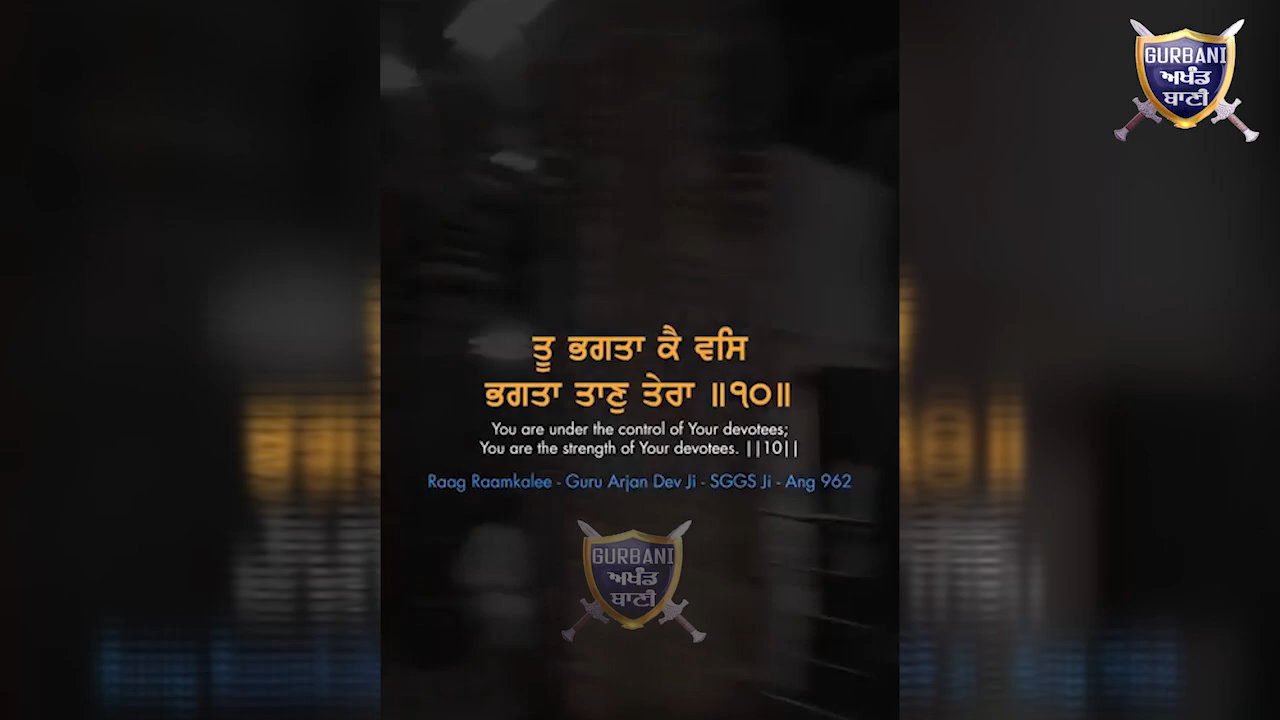 GURBANI
ਅਖੰਡ
ਬਾਣੀ
ਤੂ ਭਗਤਾ ਕੈ ਵਸਿ
ਭਗਤਾ ਤਾਣੁ ਤੇਰਾ ॥੧੦॥
You are under the control of Your devotees;
You are the strength of Your devotees. ||10||
Raag Raamkalee - Guru Arjan Dev Ji - SGGS Ji - Ang 962
GURBANI
ਅਖੰਡ
ਬਾਣੀ